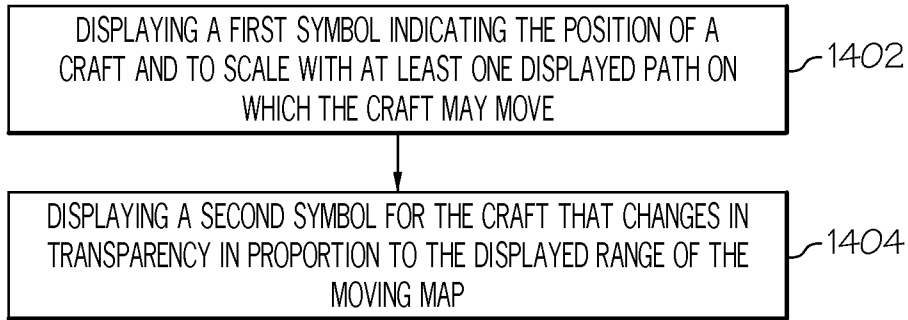 DISPLAYING A FIRST SYMBOL INDICATING THE POSITION OF A
CRAFT AND TO SCALE WITH AT LEAST ONE DISPLAYED PATH ON
WHICH THE CRAFT MAY MOVE
1402
DISPLAYING A SECOND SYMBOL FOR THE CRAFT THAT CHANGES IN
TRANSPARENCY IN PROPORTION TO THE DISPLAYED RANGE OF THE
MOVING MAP
1404